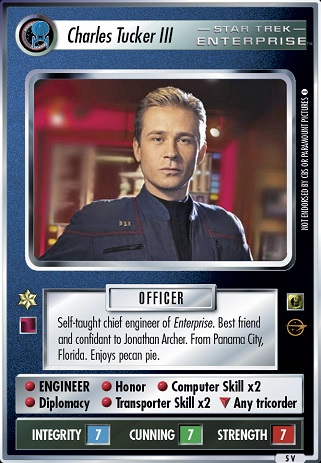 Charles Tucker III
STAR TREK
ENTERPRISE™
NOT ENDORSED BY CBS OR PARAMOUNT PICTURES
OFFICER
Self-taught chief engineer of Enterprise. Best friend
and confidant to Jonathan Archer. From Panama City,
Florida. Enjoys pecan pie.
ENGINEER Honor Computer Skill x2
Diplomacy Transporter Skill x2 Any tricorder
INTEGRITY 7 CUNNING 7 STRENGTH 7
5 V